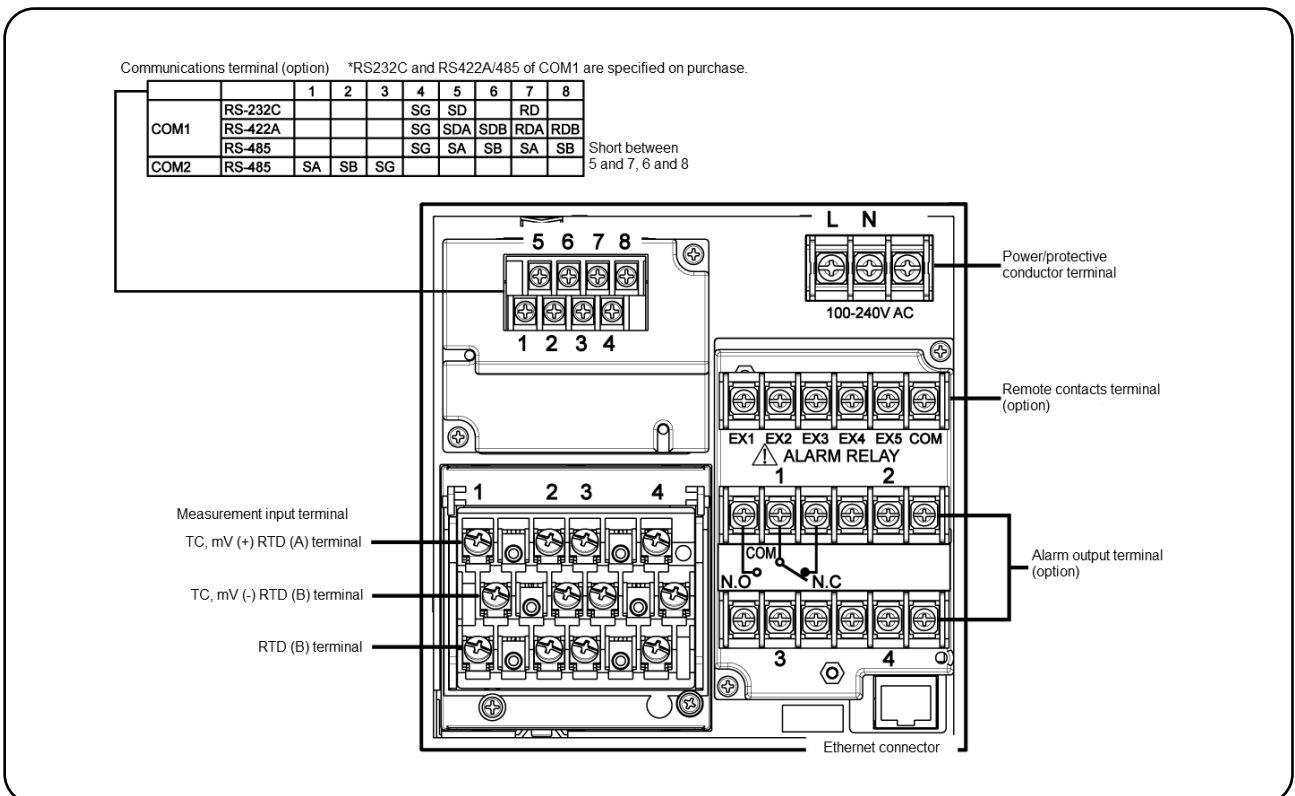 Communications terminal (option) *RS232C and RS422A/485 of COM1 are specified on purchase.
1 2 3 4 5 6 7 8
COM1 RS-232C SG SD RD
RS-422A SG SDA SDB RDA RDB
RS-485 SG SA SB SA SB
COM2 RS-485 SA SB SG
Short between
5 and 7, 6 and 8
5 6 7 8
1 2 3 4
L N
100-240V AC
Power/protective
conductor terminal
Remote contacts terminal
(option)
EX1 EX2 EX3 EX4 EX5 COM
ALARM RELAY
1 2
COM
N.O N.C
3 4
Alarm output terminal
(option)
1 2 3 4
Measurement input terminal
TC, mV (+) RTD (A) terminal
TC, mV (-) RTD (B) terminal
RTD (B) terminal
Ethernet connector